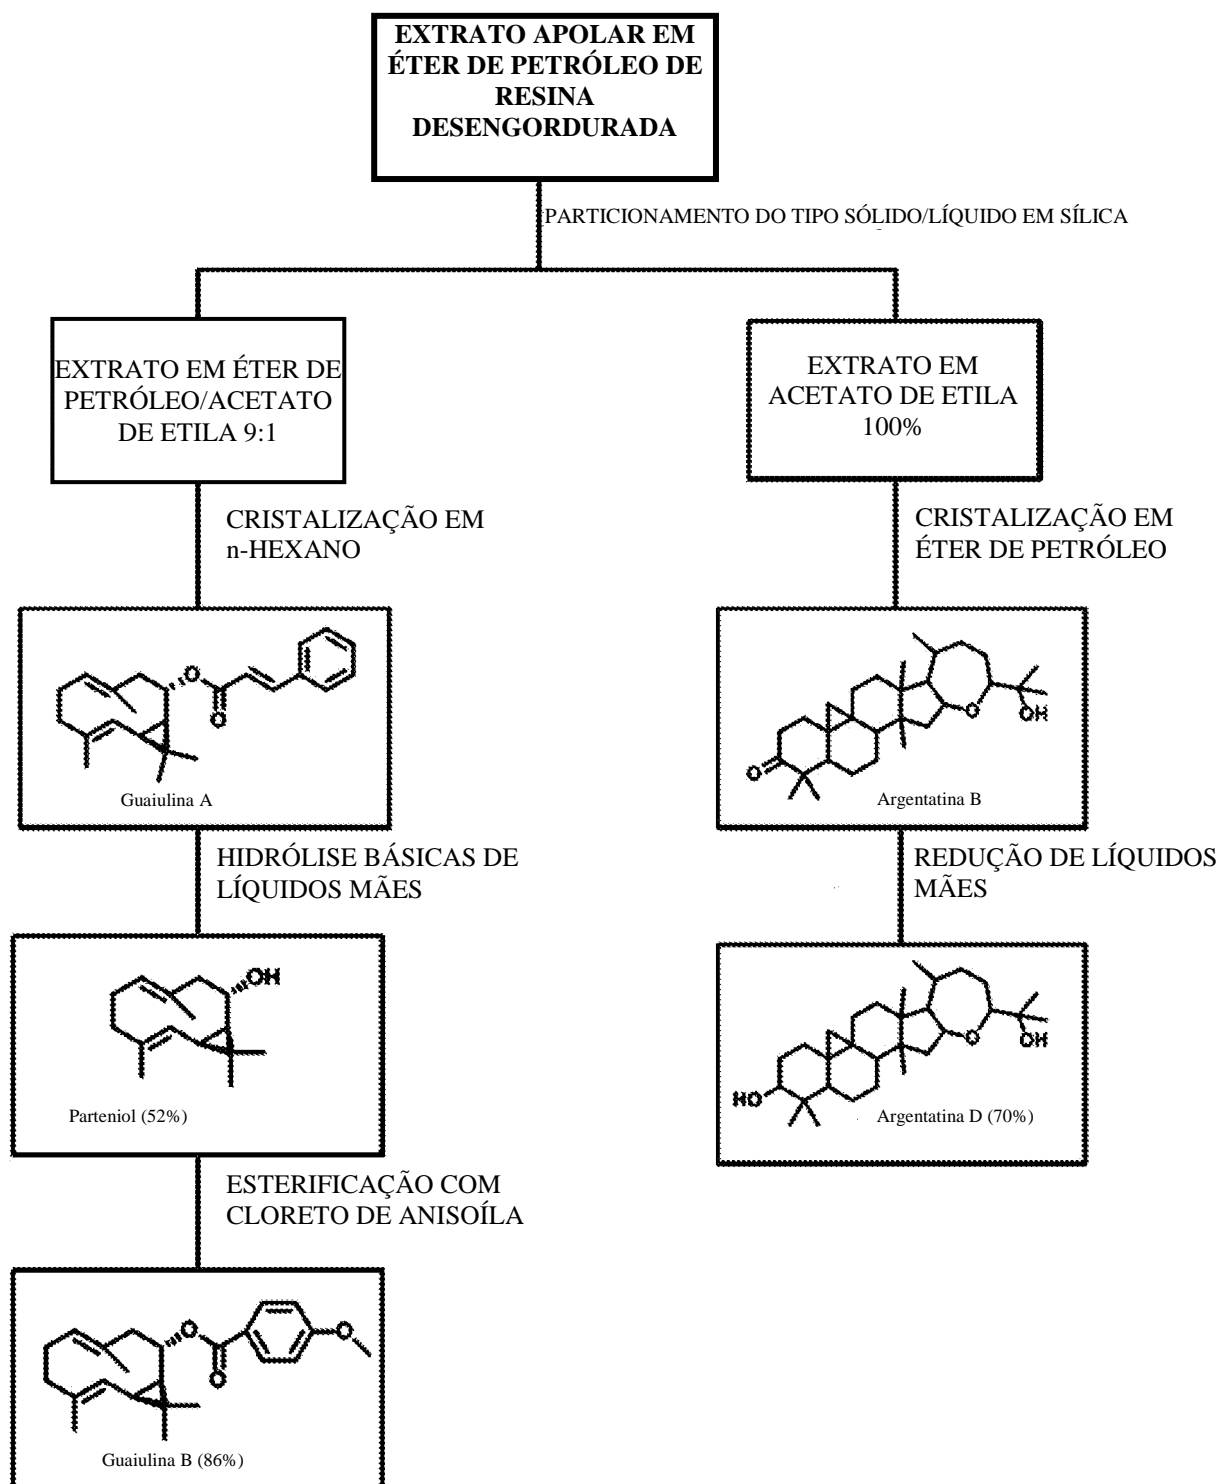 EXTRATO APOLAR EM
ÉTER DE PETRÓLEO DE
RESINA
DESENGORDURADA
PARTICIONAMENTO DO TIPO SÓLIDO/LÍQUIDO EM SÍLICA
EXTRATO EM ÉTER DE
PETRÓLEO/ACETATO
DE ETILA 9:1
EXTRATO EM
ACETATO DE ETILA
100%
CRISTALIZAÇÃO EM
n-HEXANO
CRISTALIZAÇÃO EM
ÉTER DE PETRÓLEO
O
O
Guaiulina A
O
O
OH
Argentatina B
HIDRÓLISE BÁSICAS DE
LÍQUIDOS MÃES
REDUÇÃO DE LÍQUIDOS
MÃES
OH
Parteniol (52%)
HO
O
OH
Argentatina D (70%)
ESTERIFICAÇÃO COM
CLORETO DE ANISOÍLA
O
O
O
Guaiulina B (86%)